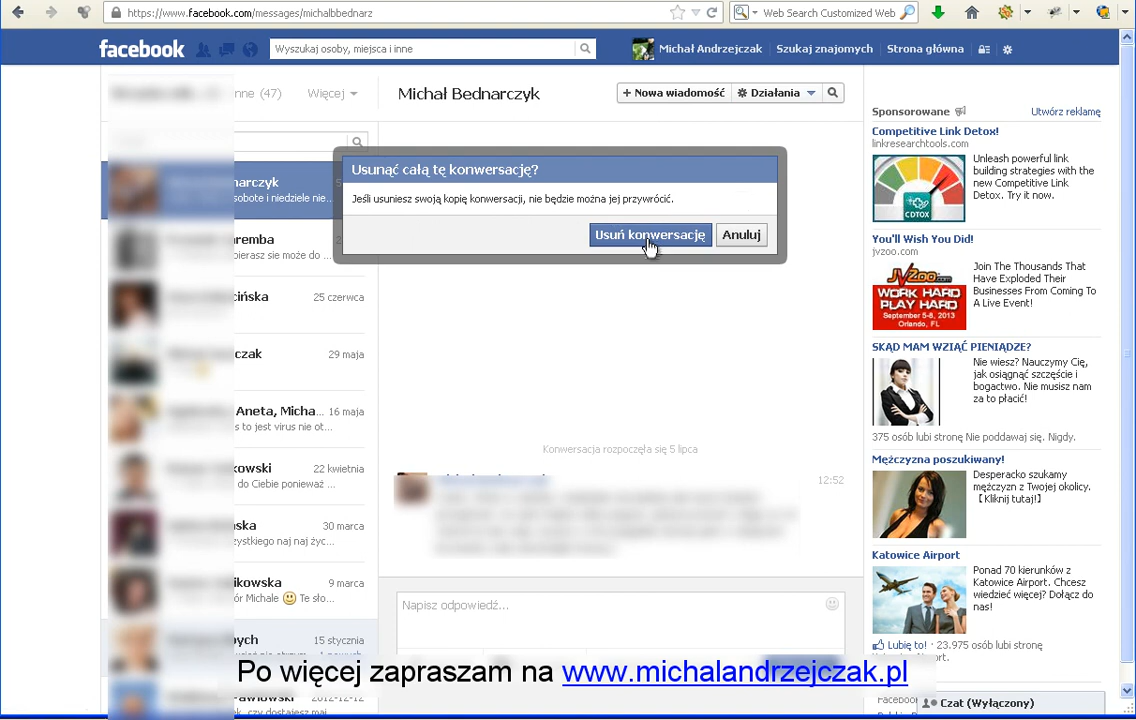 https://www.facebook.com/messages/michalbbednarz
Web Search Customized Web
facebook
Wyszukaj osoby, miejsca i inne
Michał Andrzejczak
Szukaj znajomych
Strona główna
nne (47)
Więcej
Michał Bednarczyk
+ Nowa wiadomość
Działania
Usunąć całą tę konwersację?
Jeśli usuniesz swoją kopię konwersacji, nie będzie można jej przywrócić.
Usuń konwersację
Anuluj
narczyk
sobote i niedziele nie...
remba
bierasz sie może do ...
cińska
25 czerwca
czak
29 maja
Aneta, Micha...
16 maja
s to jest virus nie ot...
kowski
22 kwietnia
do Ciebie ponieważ ...
ska
30 marca
zystkiego naj naj życ...
ikowska
9 marca
ór Michale
Te sło...
ych
15 stycznia
2012-12-12
k, czy dostajesz maj
Konwersacja rozpoczęła się 5 lipca
12:52
Napisz odpowiedź...
Sponsorowane
Utwórz reklamę
Competitive Link Detox!
linkresearchtools.com
CDTOX
Unleash powerful link
building strategies with the
new Competitive Link
Detox. Try it now.
You'll Wish You Did!
jvzoo.com
JVZoo.com
WORK HARD
PLAY HARD
September 5-8, 2013
Orlando, FL
Join The Thousands That
Have Exploded Their
Businesses From Coming To
A Live Event!
SKĄD MAM WZIĄĆ PIENIĄDZE?
Nie wiesz? Nauczymy Cię,
jak osiągnąć szczęście i
bogactwo. Nie musisz nam
za to płacić!
375 osób lubi stronę Nie poddawaj się. Nigdy.
Mężczyzna poszukiwany!
Desperacko szukamy
mężczyzn z Twojej okolicy.
【Kliknij tutaj!】
Katowice Airport
Ponad 70 kierunków z
Katowice Airport. Chcesz
wiedzieć więcej? Dołącz do
nas!
Lubię to! · 23.975 osób lubi stronę
Airport.
Facebook
Czat (Wyłączony)
Po więcej zapraszam na www.michalandrzejczak.pl